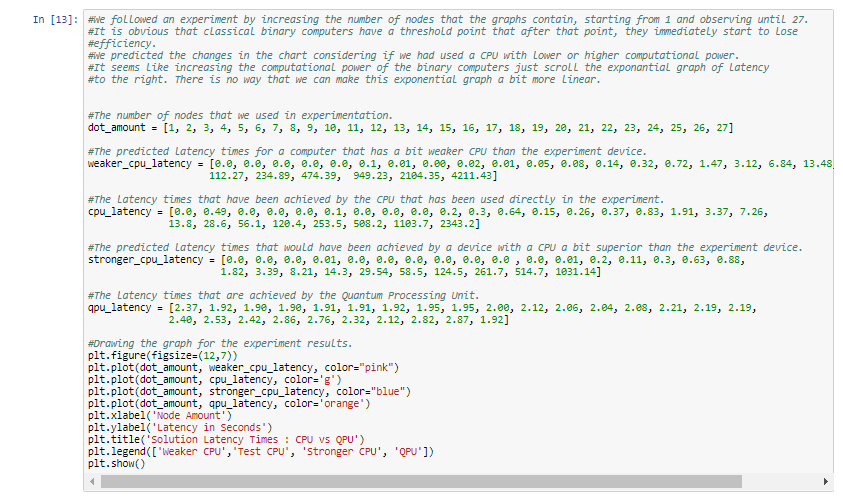 In [13]: #We followed an experiment by increasing the number of nodes that the graphs contain, starting from 1 and observing until 27.
#It is obvious that classical binary computers have a threshold point that after that point, they immediately start to lose
#efficiency.
#We predicted the changes in the chart considering if we had used a CPU with lower or higher computational power.
#It seems like increasing the computational power of the binary computers just scroll the exponantial graph of latency
#to the right. There is no way that we can make this exponential graph a bit more linear.
#The number of nodes that we used in experimentation.
dot_amount = [1, 2, 3, 4, 5, 6, 7, 8, 9, 10, 11, 12, 13, 14, 15, 16, 17, 18, 19, 20, 21, 22, 23, 24, 25, 26, 27]
#The predicted latency times for a computer that has a bit weaker CPU than the experiment device.
weaker_cpu_latency = [0.0, 0.0, 0.0, 0.0, 0.0, 0.1, 0.01, 0.00, 0.02, 0.01, 0.05, 0.08, 0.14, 0.32, 0.72, 1.47, 3.12, 6.84, 13.48
112.27, 234.89, 474.39, 949.23, 2104.35, 4211.43]
#The latency times that have been achieved by the CPU that has been used directly in the experiment.
cpu_latency = [0.0, 0.49, 0.0, 0.0, 0.0, 0.1, 0.0, 0.0, 0.0, 0.2, 0.3, 0.64, 0.15, 0.26, 0.37, 0.83, 1.91, 3.37, 7.26,
13.8, 28.6, 56.1, 120.4, 253.5, 508.2, 1103.7, 2343.2]
#The predicted latency times that would have been achieved by a device with a CPU a bit superior than the experiment device.
stronger_cpu_latency = [0.0, 0.0, 0.0, 0.01, 0.0, 0.0, 0.0, 0.0, 0.0, 0.0 , 0.0, 0.01, 0.2, 0.11, 0.3, 0.63, 0.88,
1.82, 3.39, 8.21, 14.3, 29.54, 58.5, 124.5, 261.7, 514.7, 1031.14]
#The latency times that are achieved by the Quantum Processing Unit.
qpu_latency = [2.37, 1.92, 1.90, 1.90, 1.91, 1.91, 1.92, 1.95, 1.95, 2.00, 2.12, 2.06, 2.04, 2.08, 2.21, 2.19, 2.19,
2.40, 2.53, 2.42, 2.86, 2.76, 2.32, 2.12, 2.82, 2.87, 1.92]
#Drawing the graph for the experiment results.
plt.figure(figsize=(12,7))
plt.plot(dot_amount, weaker_cpu_latency, color="pink")
plt.plot(dot_amount, cpu_latency, color='g')
plt.plot(dot_amount, stronger_cpu_latency, color="blue")
plt.plot(dot_amount, qpu_latency, color='orange')
plt.xlabel('Node Amount')
plt.ylabel('Latency in Seconds')
plt.title('Solution Latency Times : CPU vs QPU')
plt.legend(['Weaker CPU','Test CPU', 'Stronger CPU', 'QPU'])
plt.show()